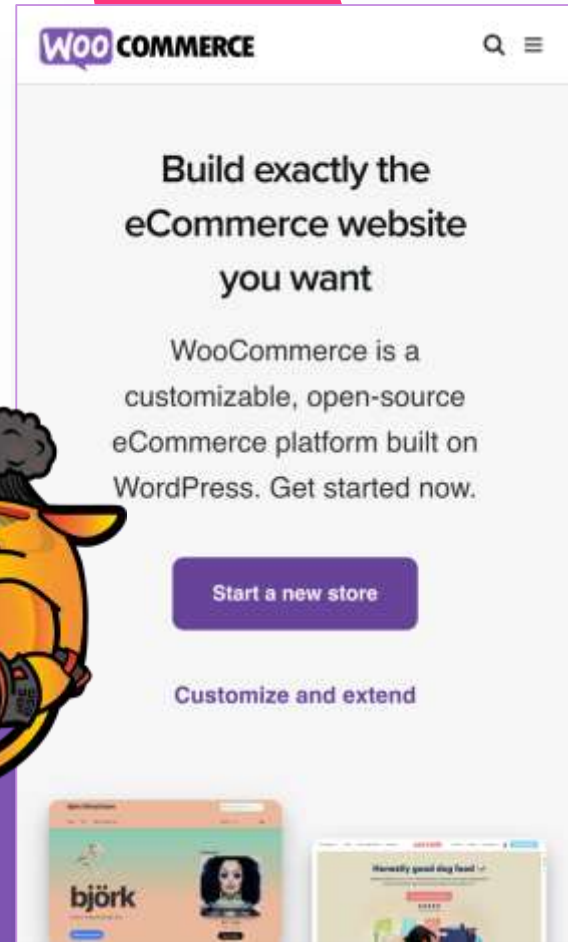 WOO COMMERCE
Build exactly the
eCommerce website
you want
WooCommerce is a
customizable, open-source
eCommerce platform built on
WordPress. Get started now.
Start a new store
Customize and extend
björk
Honestly good dog food